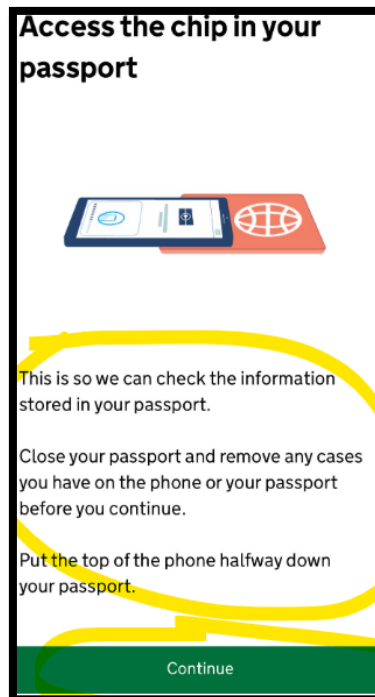 Access the chip in your
passport
This is so we can check the information
stored in your passport.
Close your passport and remove any cases
you have on the phone or your passport
before you continue.
Put the top of the phone halfway down
your passport.
Continue